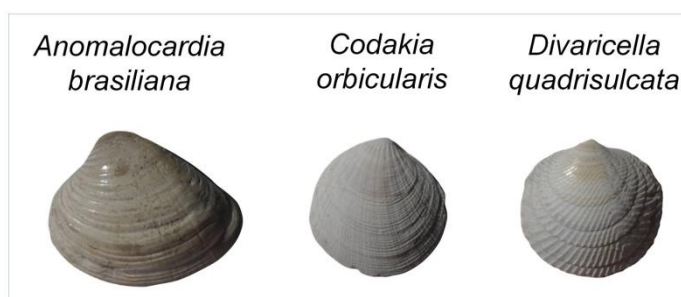 Anomalocardia
brasiliana
Codakia
orbicularis
Divaricella
quadrisulcata